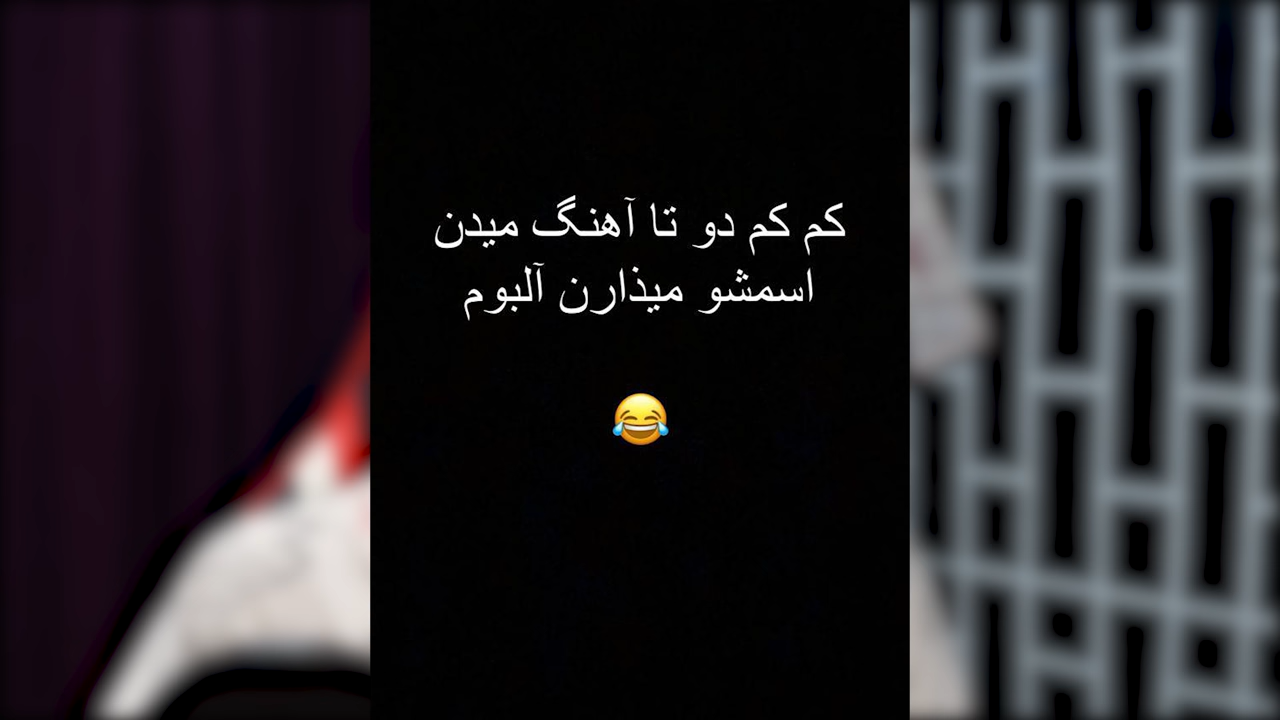 کم کم دو تا آهنگ میدن
اسمشو میذارن آلبوم
😂